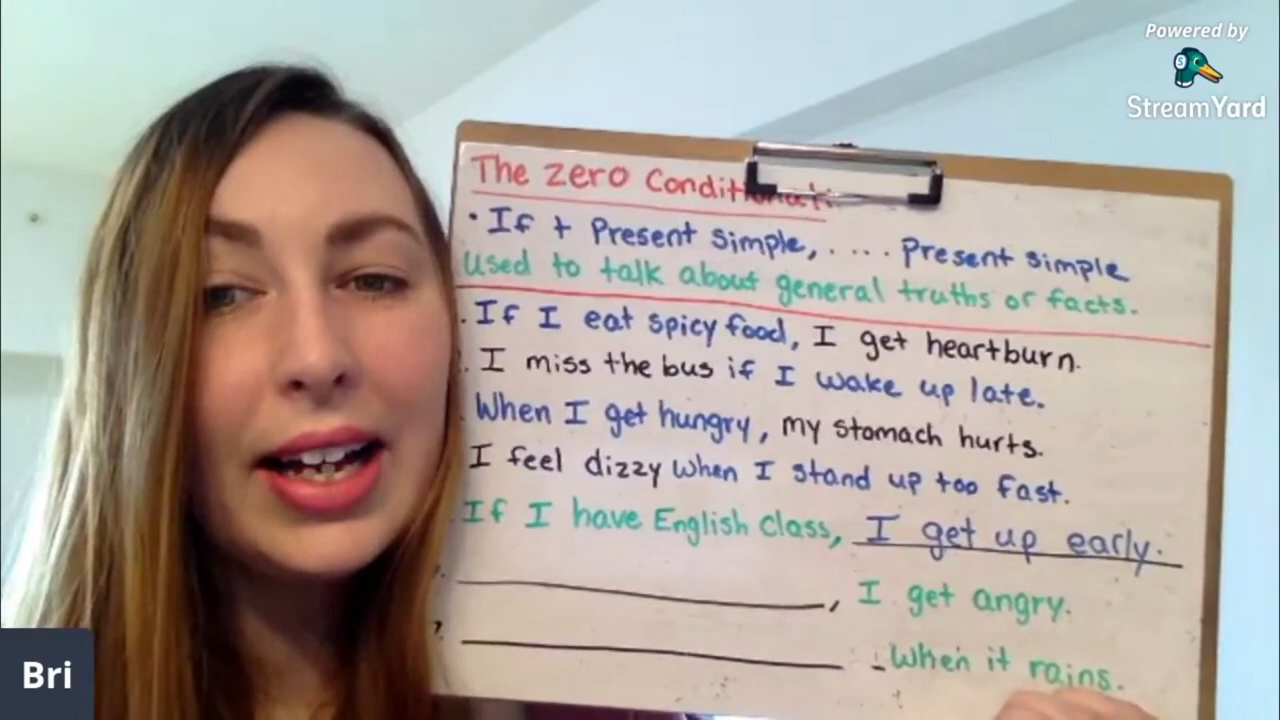 Powered by
StreamYard
The zero Conditional:
• If + Present Simple, . . . . Present simple
used to talk about general truths or facts.
. If I eat spicy food, I get heartburn.
. I miss the bus if I wake up late.
When I get hungry, my stomach hurts.
I feel dizzy when I stand up too fast.
If I have English Class, I get up early.
, I get angry.
7. when it rains.
Bri